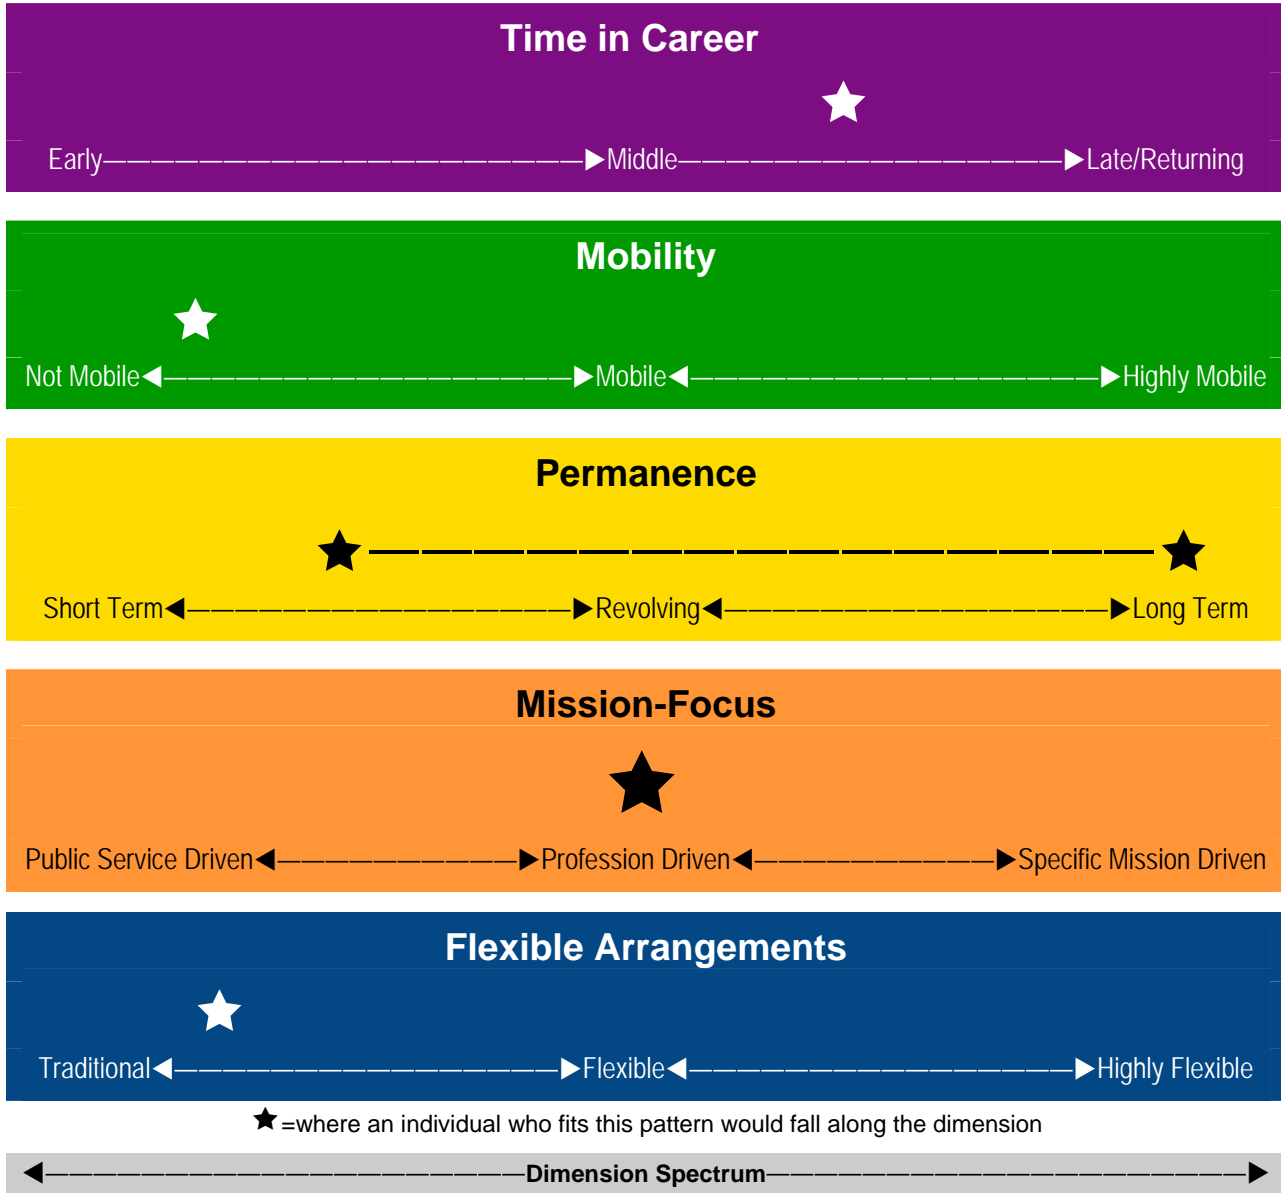 Time in Career
Early————————————————————▶Middle————————————————▶Late/Returning
Mobility
Not Mobile◀—————————————————▶Mobile◀—————————————————▶Highly Mobile
Permanence
Short Term◀————————————————▶Revolving◀————————————————▶Long Term
Mission-Focus
Public Service Driven◀——————————▶Profession Driven◀——————————▶Specific Mission Driven
Flexible Arrangements
Traditional◀————————————————▶Flexible◀————————————————▶Highly Flexible
★=where an individual who fits this pattern would fall along the dimension
◀————————————————————Dimension Spectrum————————————————————▶